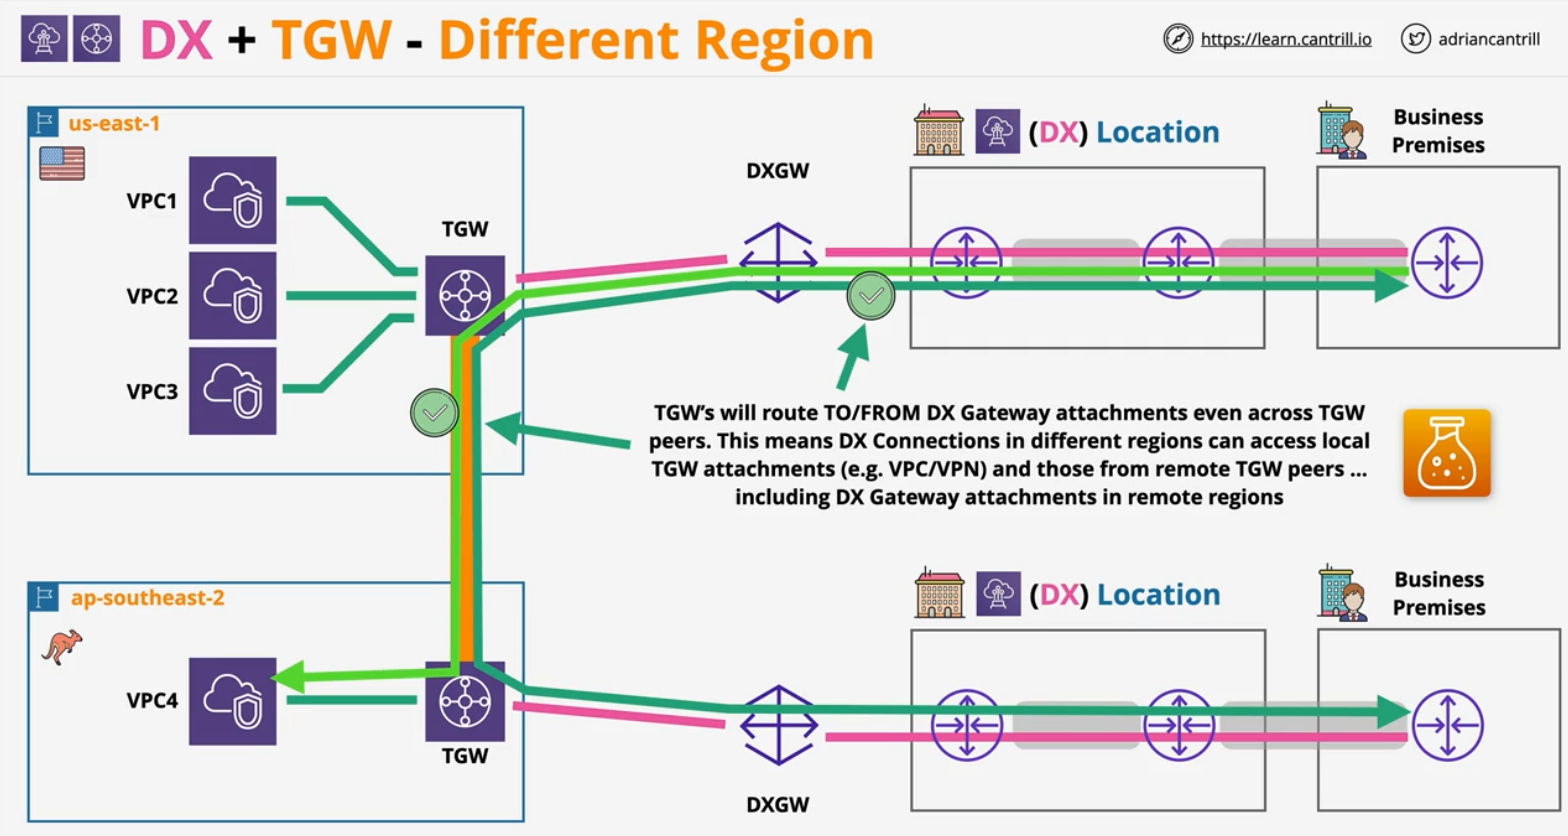 DX + TGW - Different Region
https://learn.cantrill.io
adriancantrill
us-east-1
VPC1
VPC2
VPC3
TGW
DXGW
(DX) Location
Business
Premises
TGW's will route TO/FROM DX Gateway attachments even across TGW
peers. This means DX Connections in different regions can access local
TGW attachments (e.g. VPC/VPN) and those from remote TGW peers ...
including DX Gateway attachments in remote regions
ap-southeast-2
VPC4
TGW
DXGW
(DX) Location
Business
Premises